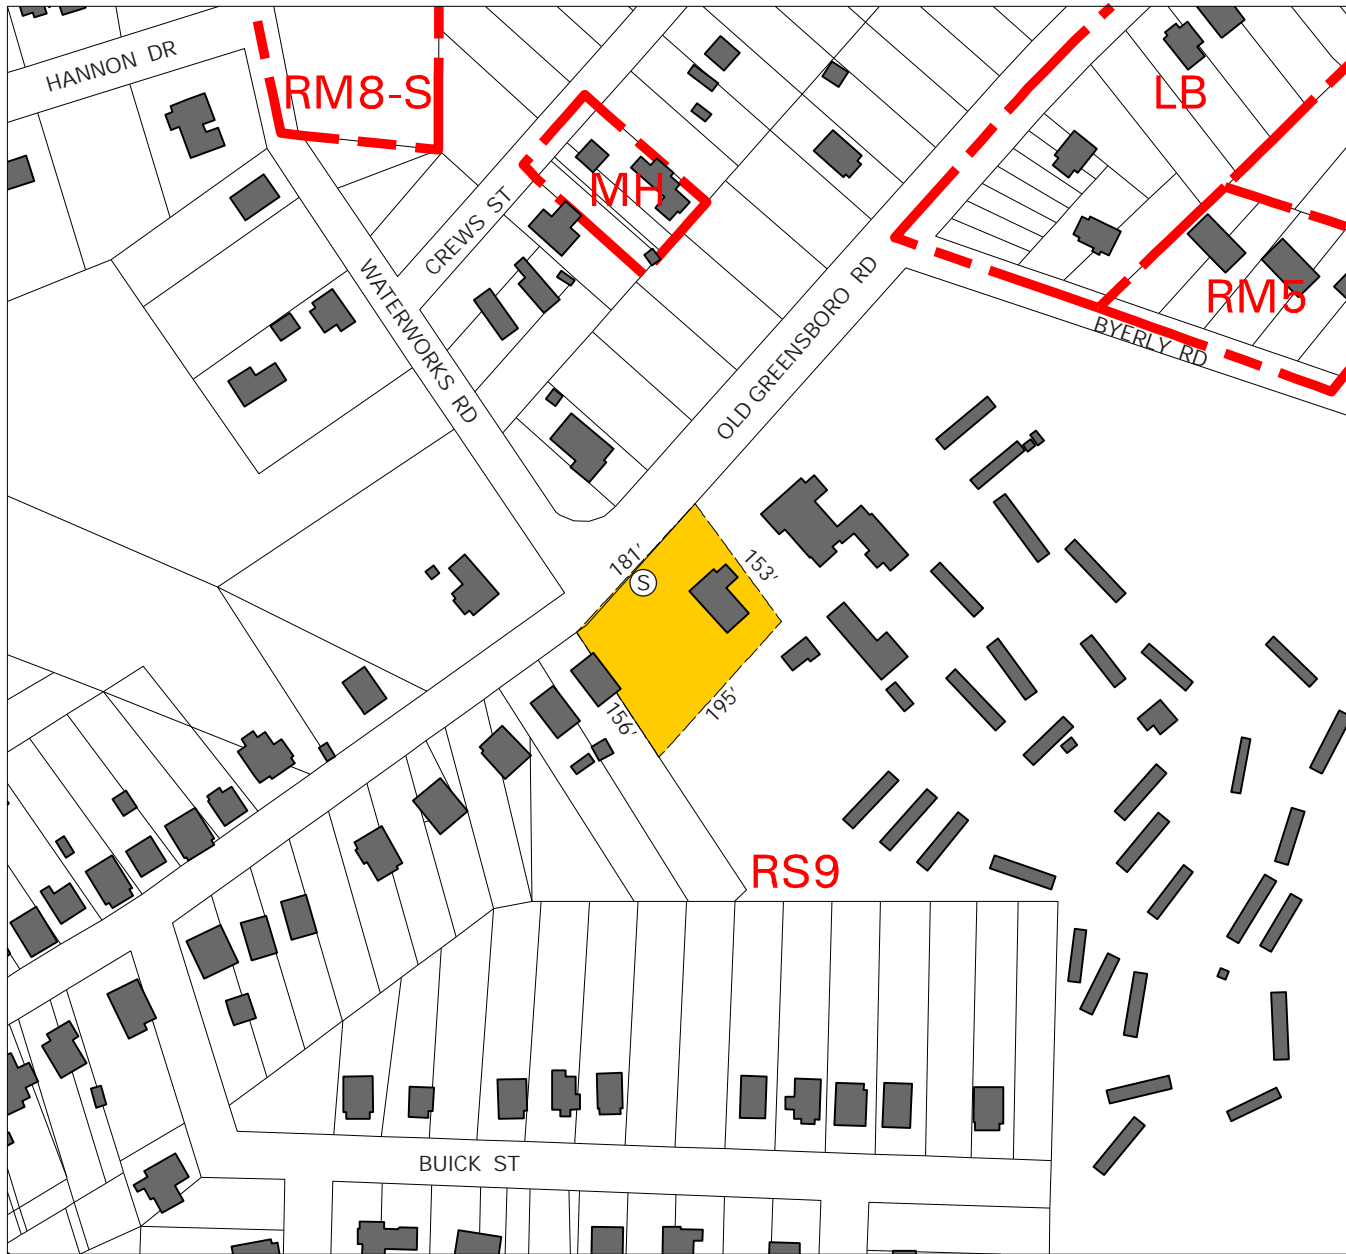 HANNON DR
RM8-S
LB
MH
CREWS ST
WATERWORKS RD
OLD GREENSBORO RD
RM5
BYERLY RD
181'
S
153'
195'
156'
RS9
BUICK ST